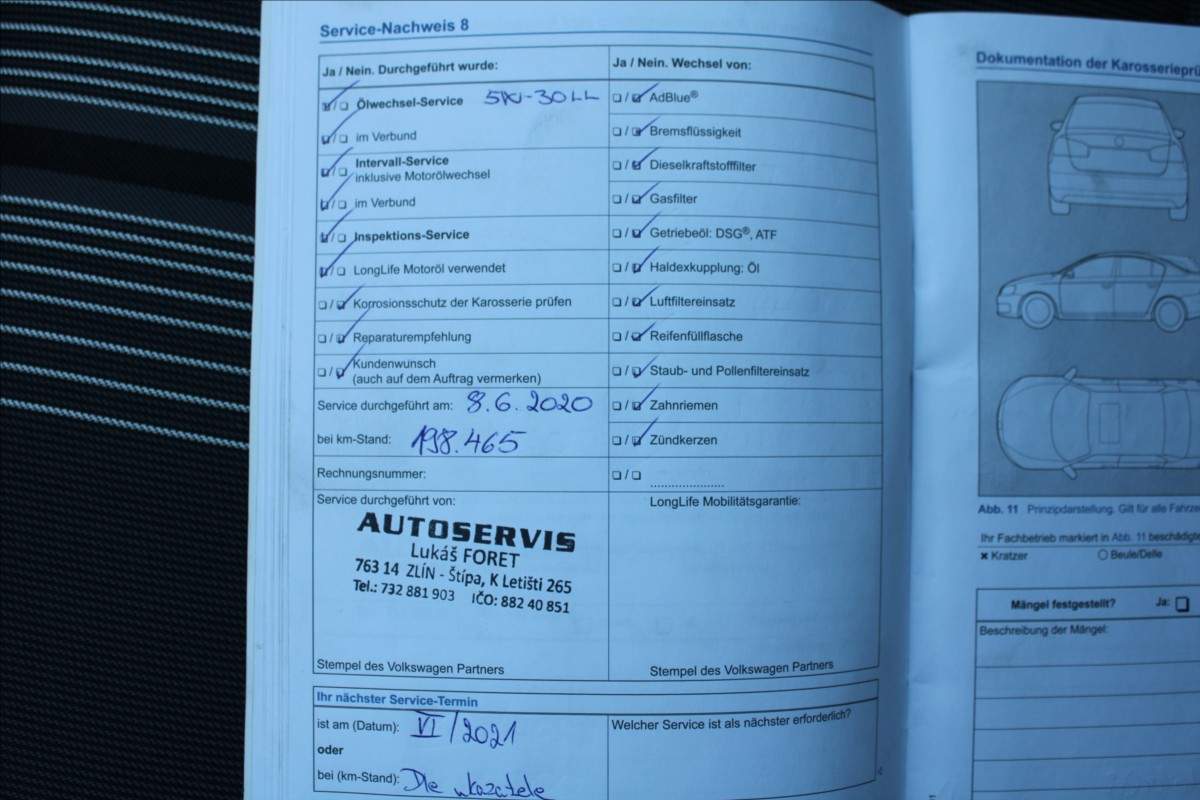 Service-Nachweis 8
Ja / Nein. Durchgeführt wurde:
Ölwechsel-Service 5W-30LL
im Verbund
Intervall-Service
inklusive Motorölwechsel
im Verbund
Inspektions-Service
LongLife Motoröl verwendet
Korrosionsschutz der Karosserie prüfen
Reparaturempfehlung
Kundenwunsch
(auch auf dem Auftrag vermerken)
Service durchgeführt am: 8.6.2020
bei km-Stand: 198.465
Rechnungsnummer:
Service durchgeführt von:
AUTOSERVIS
Lukáš FORET
763 14 ZLÍN - Štípa, K Letišti 265
Tel.: 732 881 903 IČO: 882 40 851
Stempel des Volkswagen Partners
Ja / Nein. Wechsel von:
AdBlue®
Bremsflüssigkeit
Dieselkraftstofffilter
Gasfilter
Getriebeöl: DSG®, ATF
Haldexkupplung: Öl
Luftfiltereinsatz
Reifenfüllflasche
Staub- und Pollenfiltereinsatz
Zahnriemen
Zündkerzen
LongLife Mobilitätsgarantie:
Stempel des Volkswagen Partners
Ihr nächster Service-Termin
ist am (Datum): VI/2021
oder
bei (km-Stand): Dle ukazatele
Welcher Service ist als nächster erforderlich?
Dokumentation der
Abb. 11 Prinzipdarstellung. Gilt für alle
Ihr Fachbetrieb markiert in Abb. 11
Kratzer
Beule/Delle
Mängel festgestellt? Ja:
Beschreibung der Mängel: